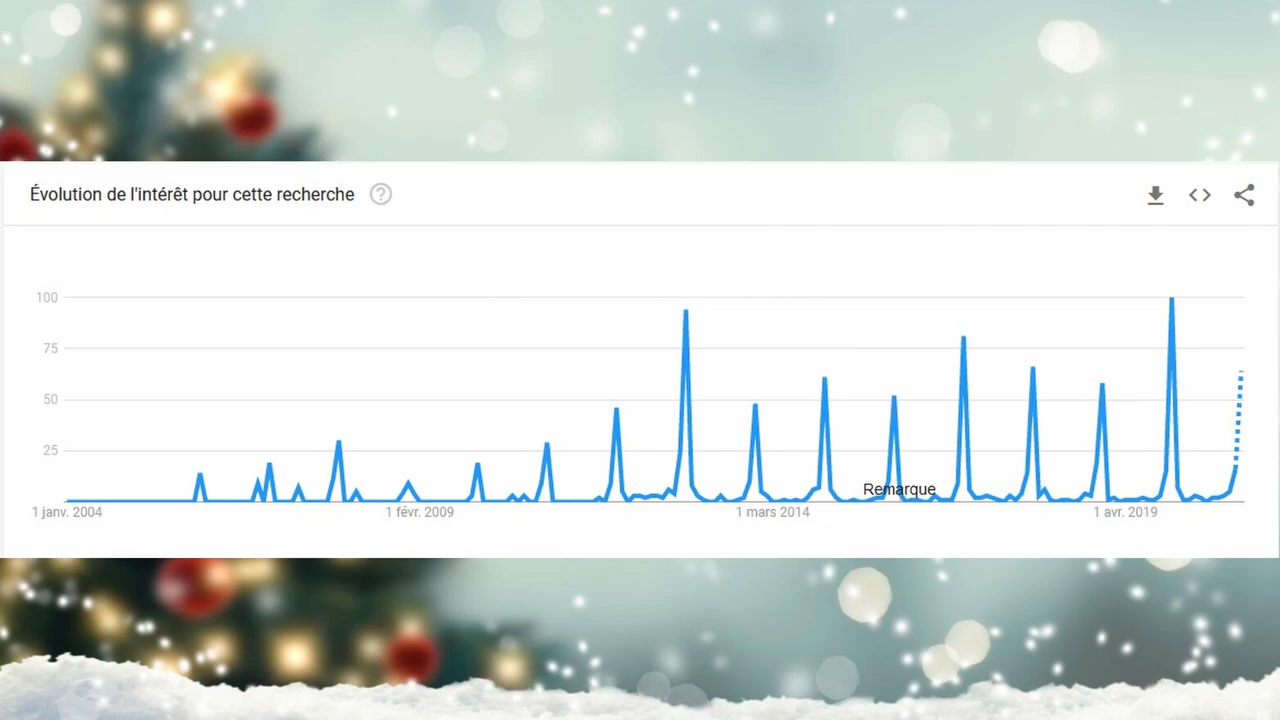 Évolution de l'intérêt pour cette recherche ?
100
75
50
25
Remarque
1 janv. 2004 1 févr. 2009 1 mars 2014 1 avr. 2019